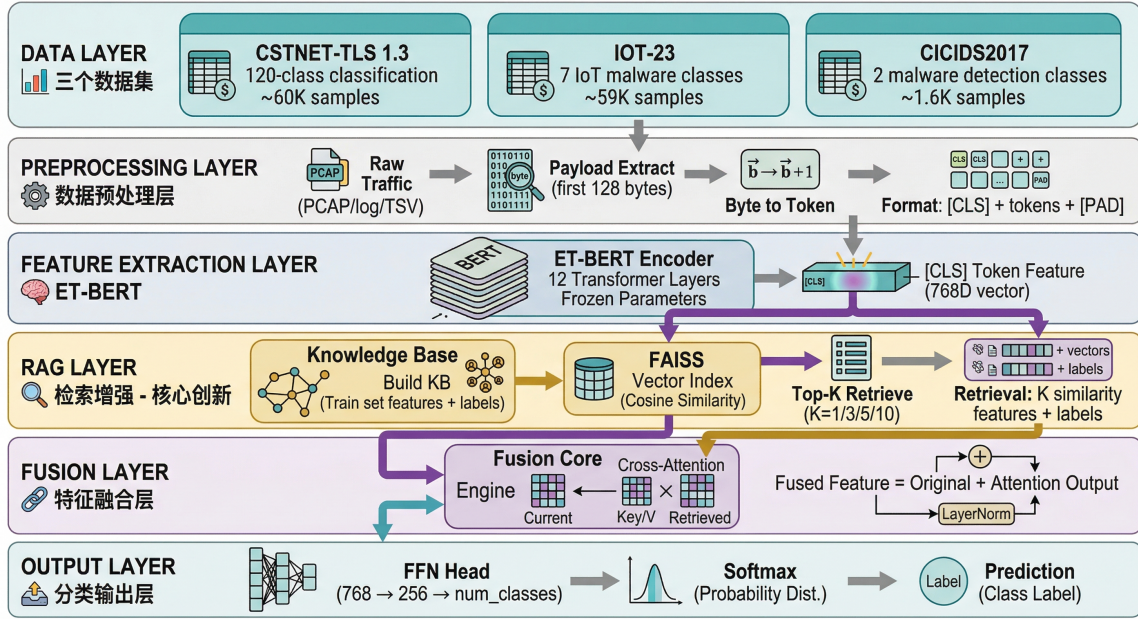 DATA LAYER
三个数据集
CSTNET-TLS 1.3
120-class classification
~60K samples
$
IOT-23
7 IoT malware classes
~59K samples
$
CICIDS2017
2 malware detection classes
~1.6K samples
$
PREPROCESSING LAYER
数据预处理层
PCAP
Raw
Traffic
(PCAP/log/TSV)
0110110
010
010
010
1101101
0101111
byte
Payload Extract
(first 128 bytes)
b → b + 1
Byte to Token
CLS CLS + +
... PAD
Format: [CLS] + tokens + [PAD]
FEATURE EXTRACTION LAYER
ET-BERT
BERT
ET-BERT Encoder
12 Transformer Layers
Frozen Parameters
[CLS]
[CLS] Token Feature
(768D vector)
RAG LAYER
检索增强 - 核心创新
Knowledge Base
Build KB
(Train set features + labels)
FAISS
Vector Index
(Cosine Similarity)
Top-K Retrieve
(K=1/3/5/10)
+ vectors
+ labels
Retrieval: K similarity
features + labels
FUSION LAYER
特征融合层
Fusion Core
Engine
Cross-Attention
×
Current
Key/V
Retrieved
+
Fused Feature = Original + Attention Output
LayerNorm
OUTPUT LAYER
分类输出层
FFN Head
(768 → 256 → num_classes)
Softmax
(Probability Dist.)
Label
Prediction
(Class Label)